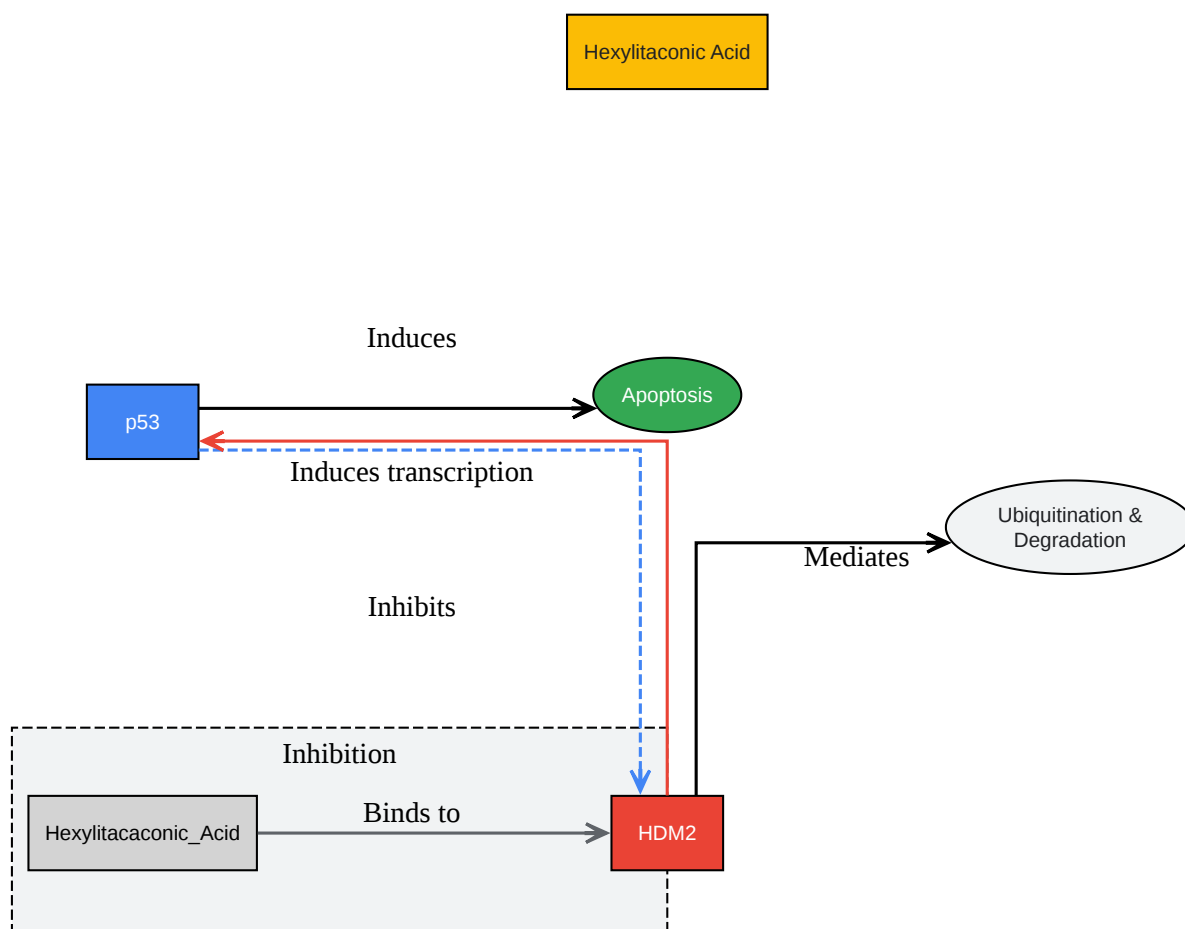 Hexylitaconic Acid
Induces
Apoptosis
p53
Induces transcription
Ubiquitination &
Degradation
Mediates
Inhibits
Inhibition
Binds to
Hexylitacaconic_Acid
HDM2